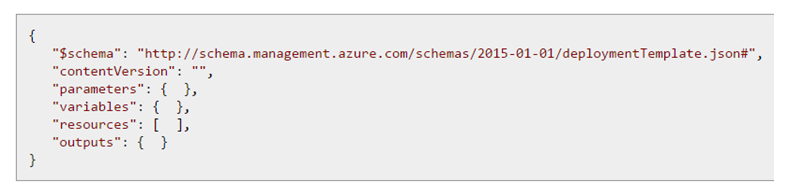 {
"$schema": "http://schema.management.azure.com/schemas/2015-01-01/deploymentTemplate.json#",
"contentVersion": "",
"parameters": {  },
"variables": {  },
"resources": [  ],
"outputs": {  }
}